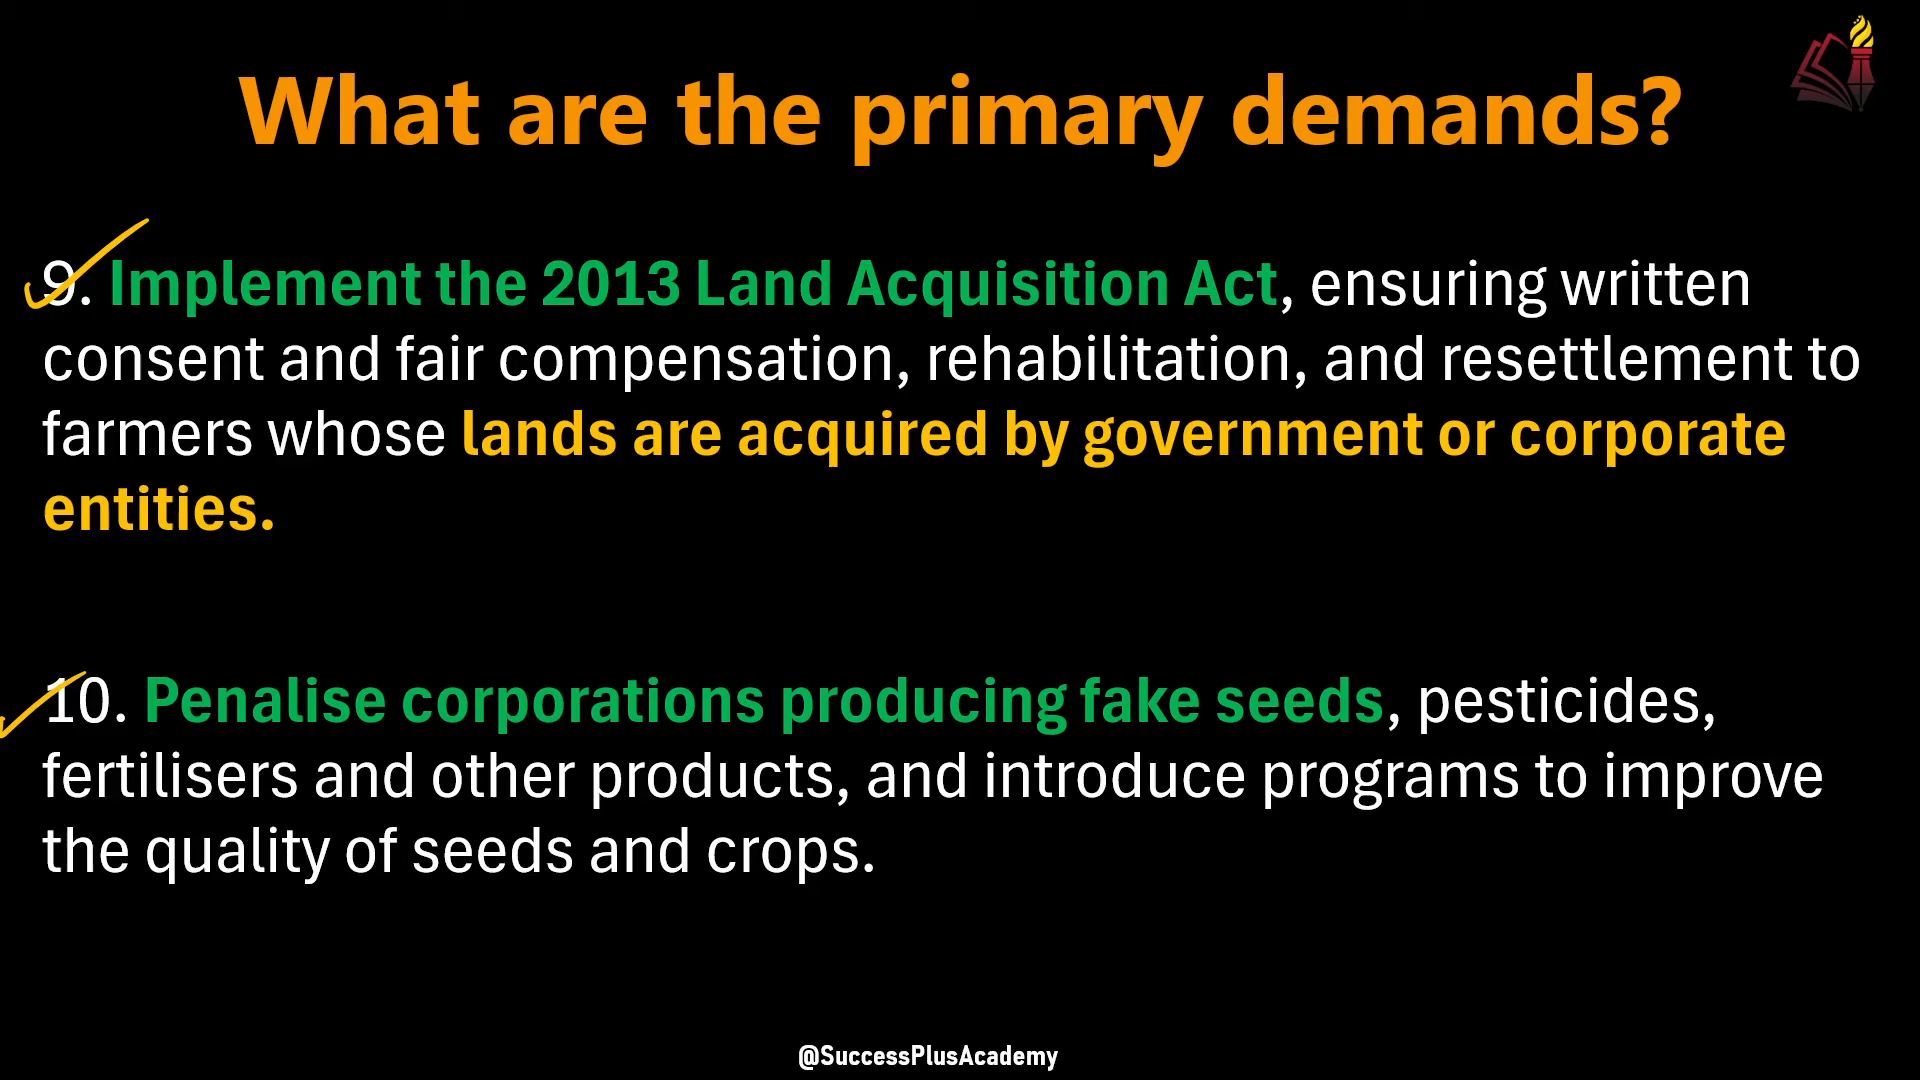 What are the primary demands?
9. Implement the 2013 Land Acquisition Act, ensuring written
consent and fair compensation, rehabilitation, and resettlement to
farmers whose lands are acquired by government or corporate
entities.
10. Penalise corporations producing fake seeds, pesticides,
fertilisers and other products, and introduce programs to improve
the quality of seeds and crops.
@SuccessPlusAcademy